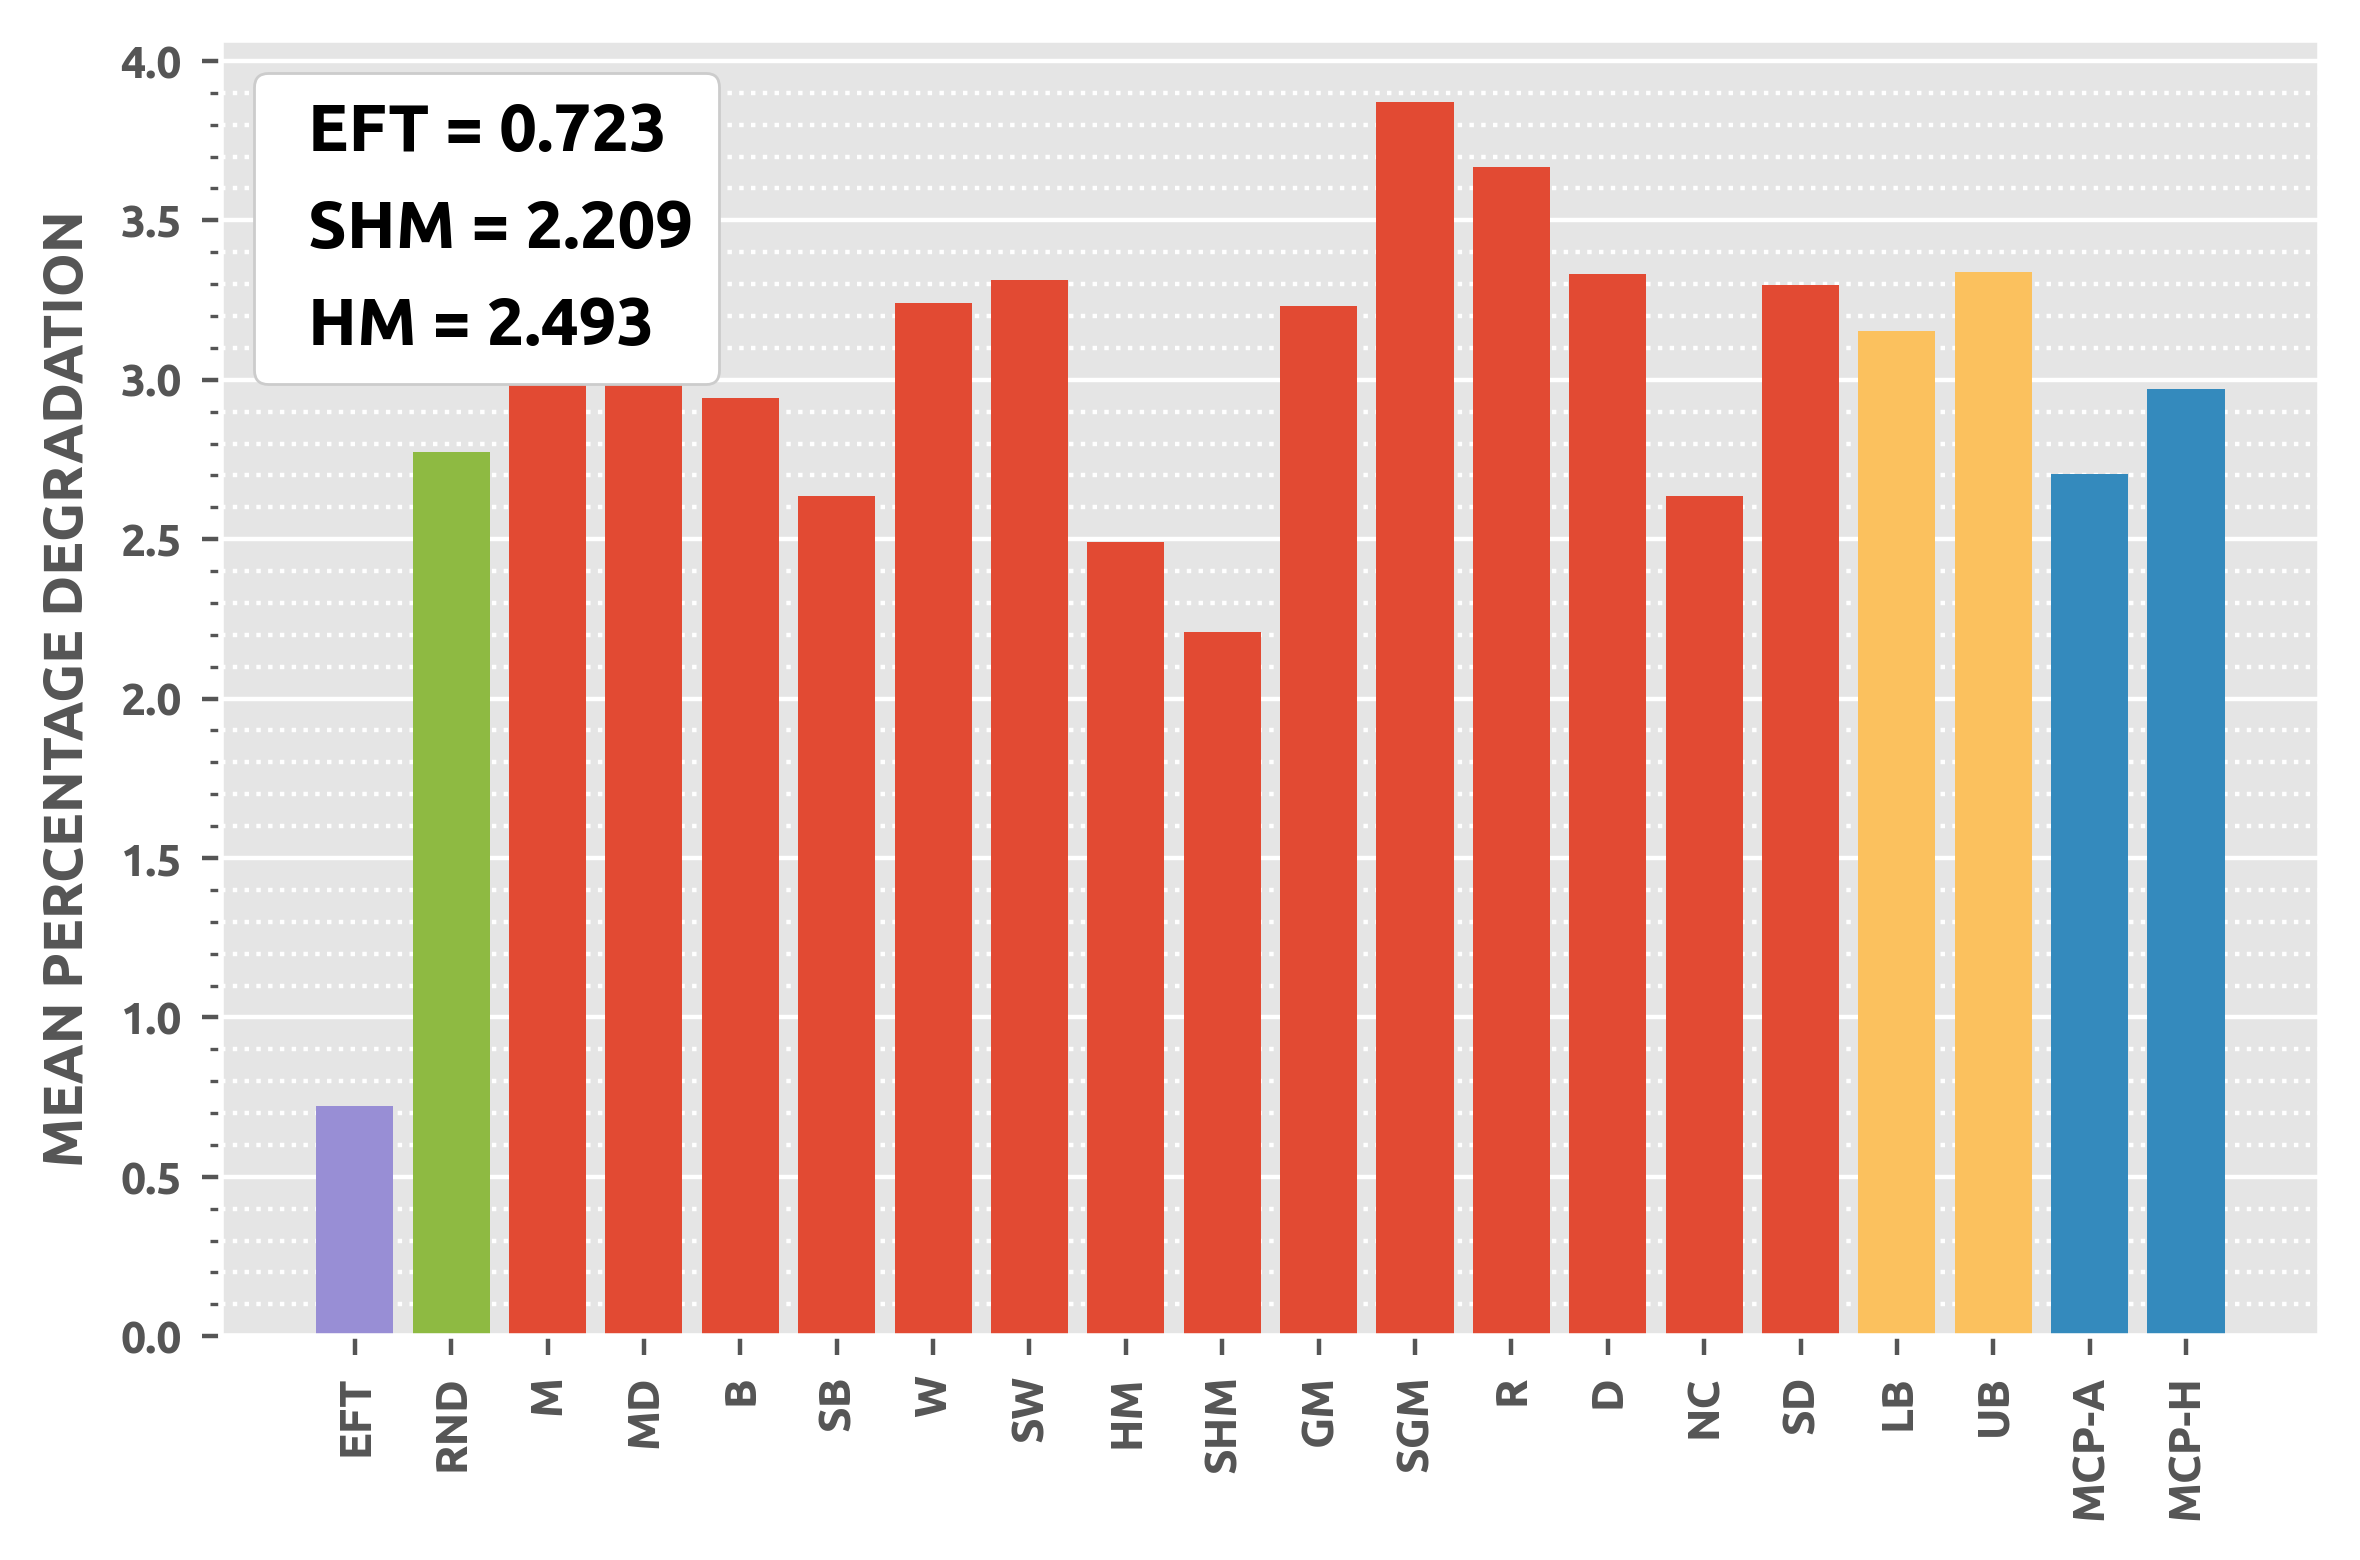 MEAN PERCENTAGE DEGRADATION
4.0
3.5
3.0
2.5
2.0
1.5
1.0
0.5
0.0
EFT = 0.723
SHM = 2.209
HM = 2.493
EFT
RND
M
MD
B
SB
W
SW
HM
SHM
GM
SGM
R
D
NC
SD
LB
UB
MCP-A
MCP-H